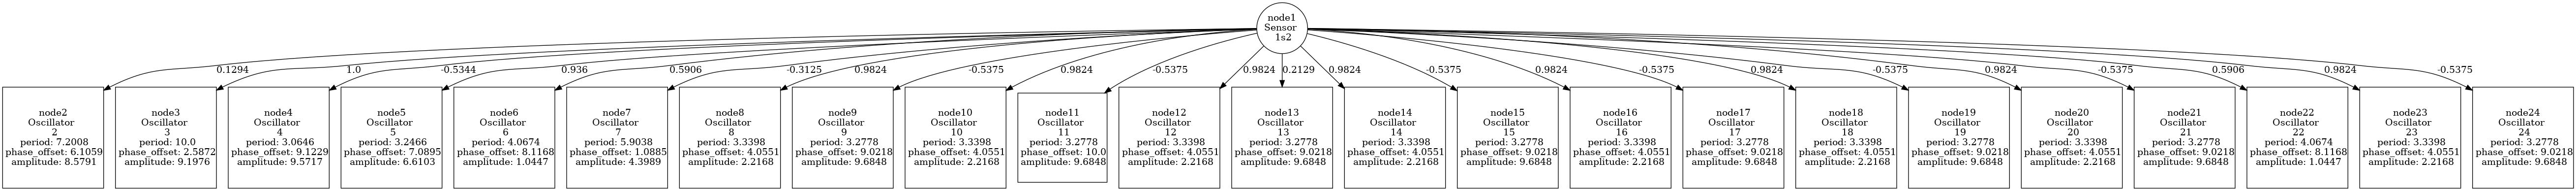 node1
Sensor
1s2
0.1294
1.0
-0.5344
0.936
0.5906
-0.3125
0.9824
-0.5375
0.9824
-0.5375
0.9824
0.2129
0.9824
-0.5375
0.9824
-0.5375
0.9824
-0.5375
0.9824
-0.5375
0.5906
0.9824
-0.5375
node2
Oscillator
2
period: 7.2008
phase_offset: 6.1059
amplitude: 8.5791
node3
Oscillator
3
period: 10.0
phase_offset: 2.5872
amplitude: 9.1976
node4
Oscillator
4
period: 3.0646
phase_offset: 9.1229
amplitude: 9.5717
node5
Oscillator
5
period: 3.2466
phase_offset: 7.0895
amplitude: 6.6103
node6
Oscillator
6
period: 4.0674
phase_offset: 8.1168
amplitude: 1.0447
node7
Oscillator
7
period: 5.9038
phase_offset: 1.0885
amplitude: 4.3989
node8
Oscillator
8
period: 3.3398
phase_offset: 4.0551
amplitude: 2.2168
node9
Oscillator
9
period: 3.2778
phase_offset: 9.0218
amplitude: 9.6848
node10
Oscillator
10
period: 3.3398
phase_offset: 4.0551
amplitude: 2.2168
node11
Oscillator
11
period: 3.2778
phase_offset: 10.0
amplitude: 9.6848
node12
Oscillator
12
period: 3.3398
phase_offset: 4.0551
amplitude: 2.2168
node13
Oscillator
13
period: 3.2778
phase_offset: 9.0218
amplitude: 9.6848
node14
Oscillator
14
period: 3.3398
phase_offset: 4.0551
amplitude: 2.2168
node15
Oscillator
15
period: 3.2778
phase_offset: 9.0218
amplitude: 9.6848
node16
Oscillator
16
period: 3.3398
phase_offset: 4.0551
amplitude: 2.2168
node17
Oscillator
17
period: 3.2778
phase_offset: 9.0218
amplitude: 9.6848
node18
Oscillator
18
period: 3.3398
phase_offset: 4.0551
amplitude: 2.2168
node19
Oscillator
19
period: 3.2778
phase_offset: 9.0218
amplitude: 9.6848
node20
Oscillator
20
period: 3.3398
phase_offset: 4.0551
amplitude: 2.2168
node21
Oscillator
21
period: 3.2778
phase_offset: 9.0218
amplitude: 9.6848
node22
Oscillator
22
period: 4.0674
phase_offset: 8.1168
amplitude: 1.0447
node23
Oscillator
23
period: 3.3398
phase_offset: 4.0551
amplitude: 2.2168
node24
Oscillator
24
period: 3.2778
phase_offset: 9.0218
amplitude: 9.6848